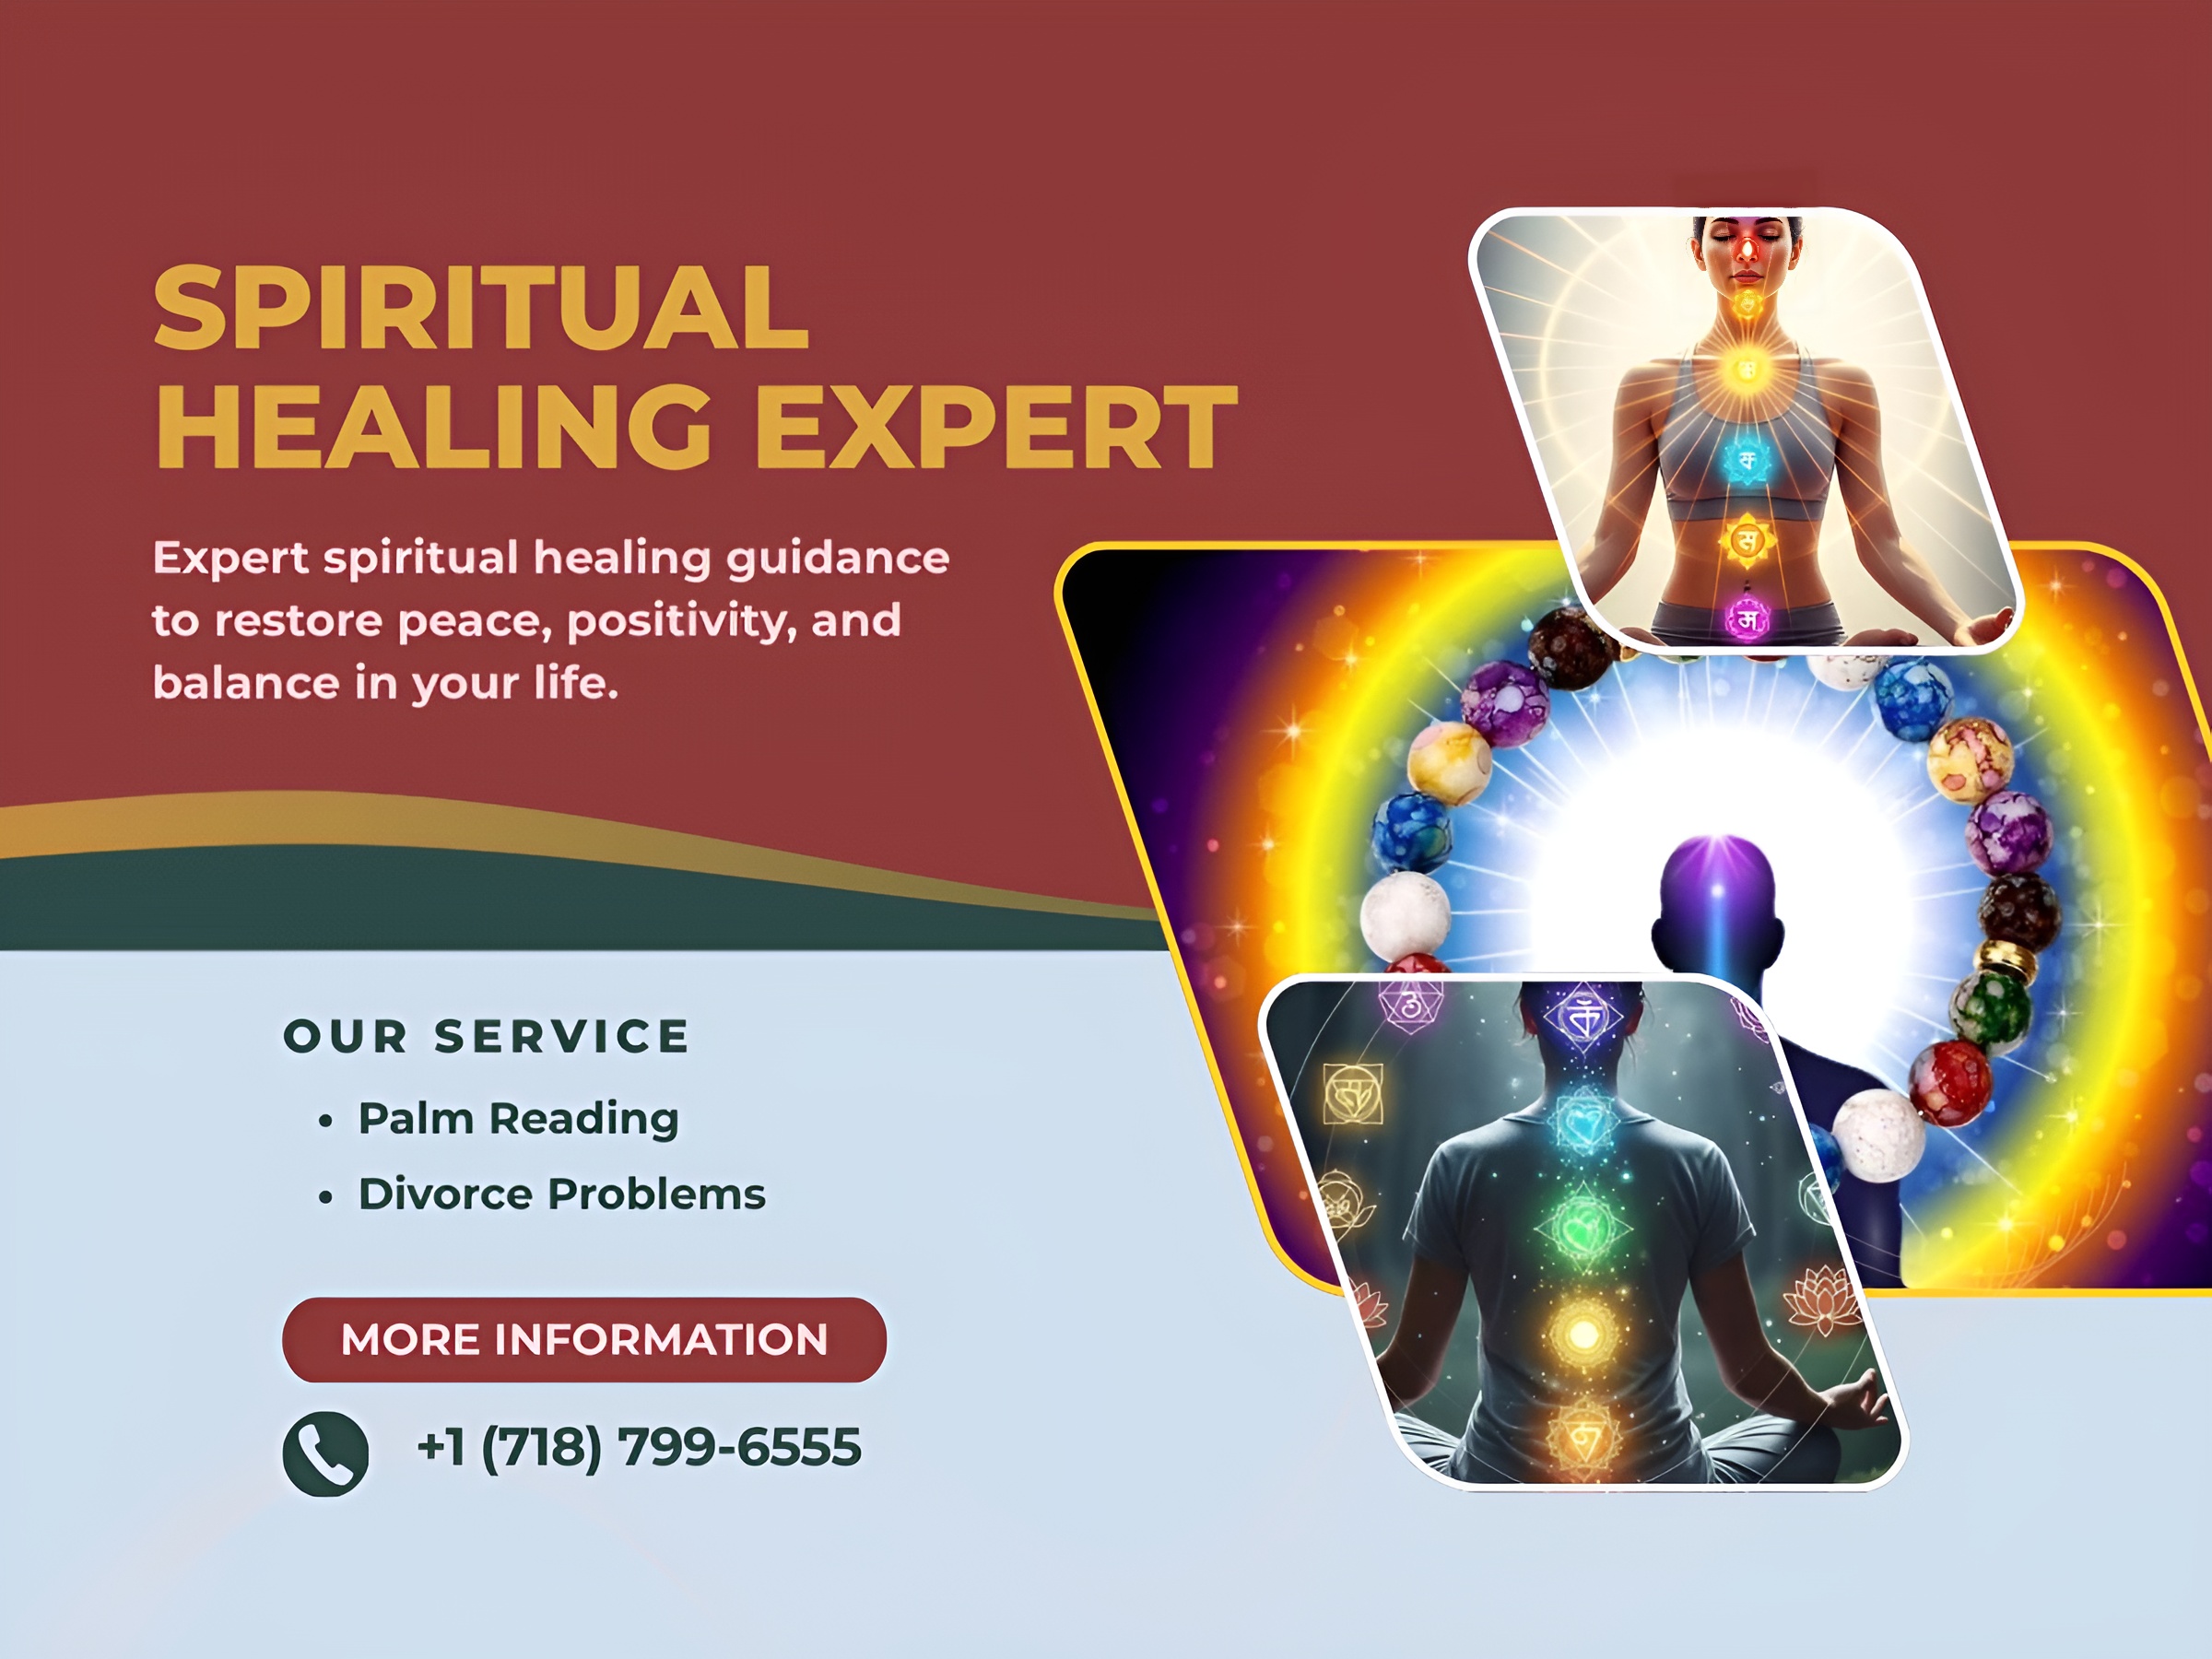 SPIRITUAL
HEALING EXPERT
Expert spiritual healing guidance
to restore peace, positivity, and
balance in your life.
OUR SERVICE
• Palm Reading
• Divorce Problems
MORE INFORMATION
+1 (718) 799-6555